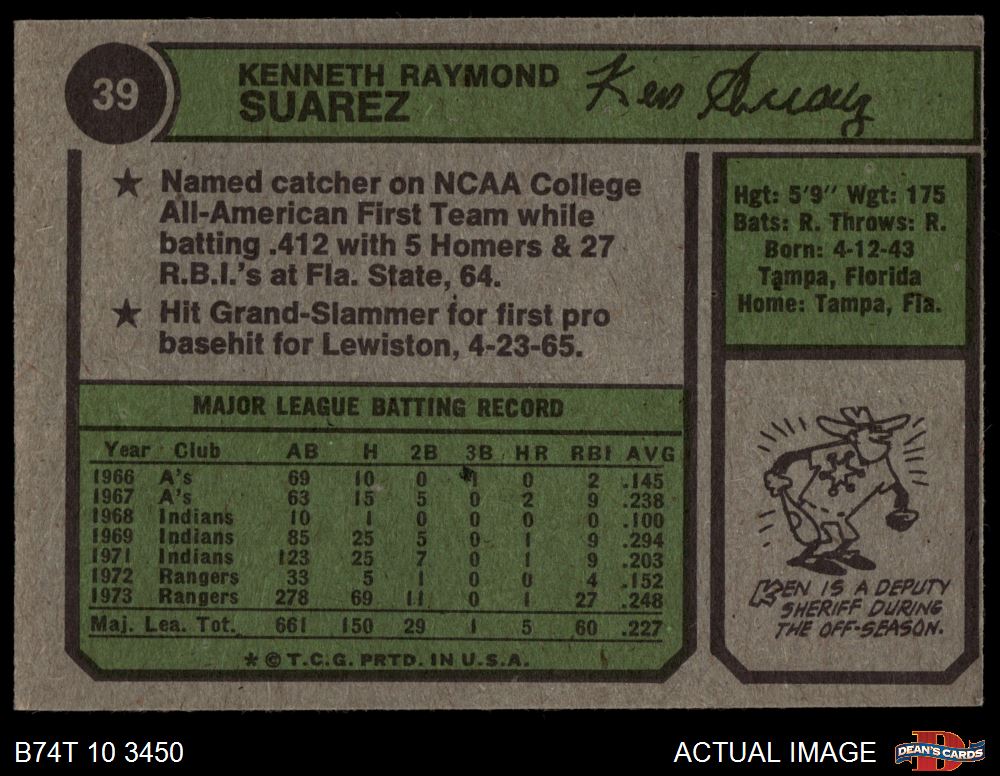 39
KENNETH RAYMOND
SUAREZ
Ken Suarez
★ Named catcher on NCAA College
All-American First Team while
batting .412 with 5 Homers & 27
R.B.I.'s at Fla. State, 64.
★ Hit Grand-Slammer for first pro
basehit for Lewiston, 4-23-65.
Hgt: 5'9" Wgt: 175
Bats: R. Throws: R.
Born: 4-12-43
Tampa, Florida
Home: Tampa, Fla.
MAJOR LEAGUE BATTING RECORD
Year Club AB H 2B 3B HR RBI AVG
1966 A's 69 10 0 1 0 2 .145
1967 A's 63 15 5 0 2 9 .238
1968 Indians 10 1 0 0 0 0 .100
1969 Indians 85 25 5 0 1 9 .294
1971 Indians 123 25 7 0 1 9 .203
1972 Rangers 33 5 1 0 0 4 .152
1973 Rangers 278 69 11 0 1 27 .248
Maj. Lea. Tot. 661 150 29 1 5 60 .227
* © T.C.G. PRTD. IN U.S.A.
KEN IS A DEPUTY
SHERIFF DURING
THE OFF-SEASON.
B74T 10 3450
ACTUAL IMAGE
DEAN'S CARDS